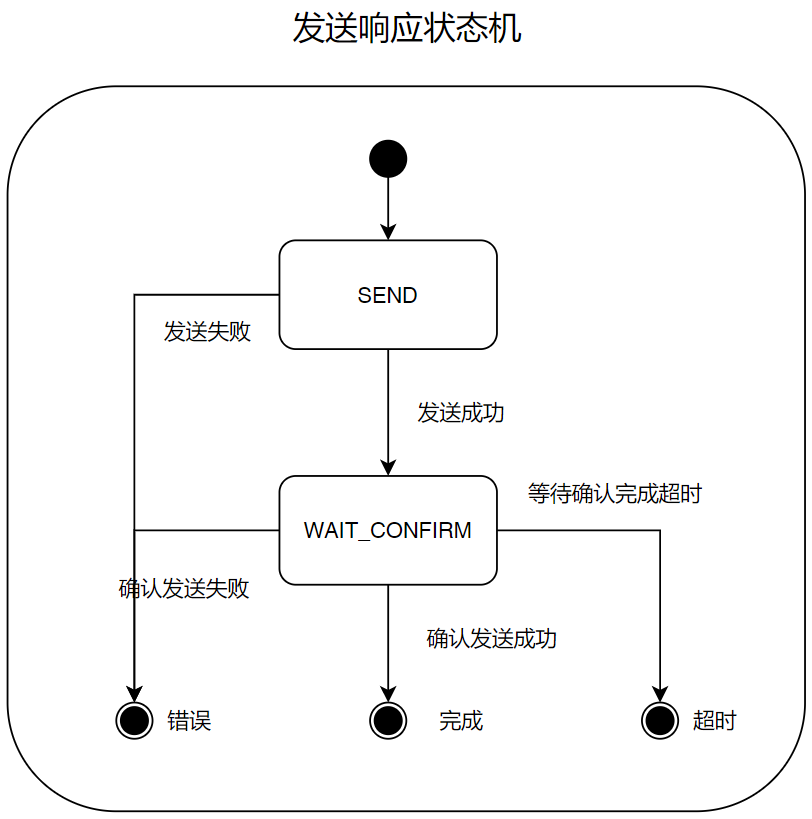 发送响应状态机
SEND
发送失败
发送成功
等待确认完成超时
WAIT_CONFIRM
确认发送失败
确认发送成功
错误
完成
超时